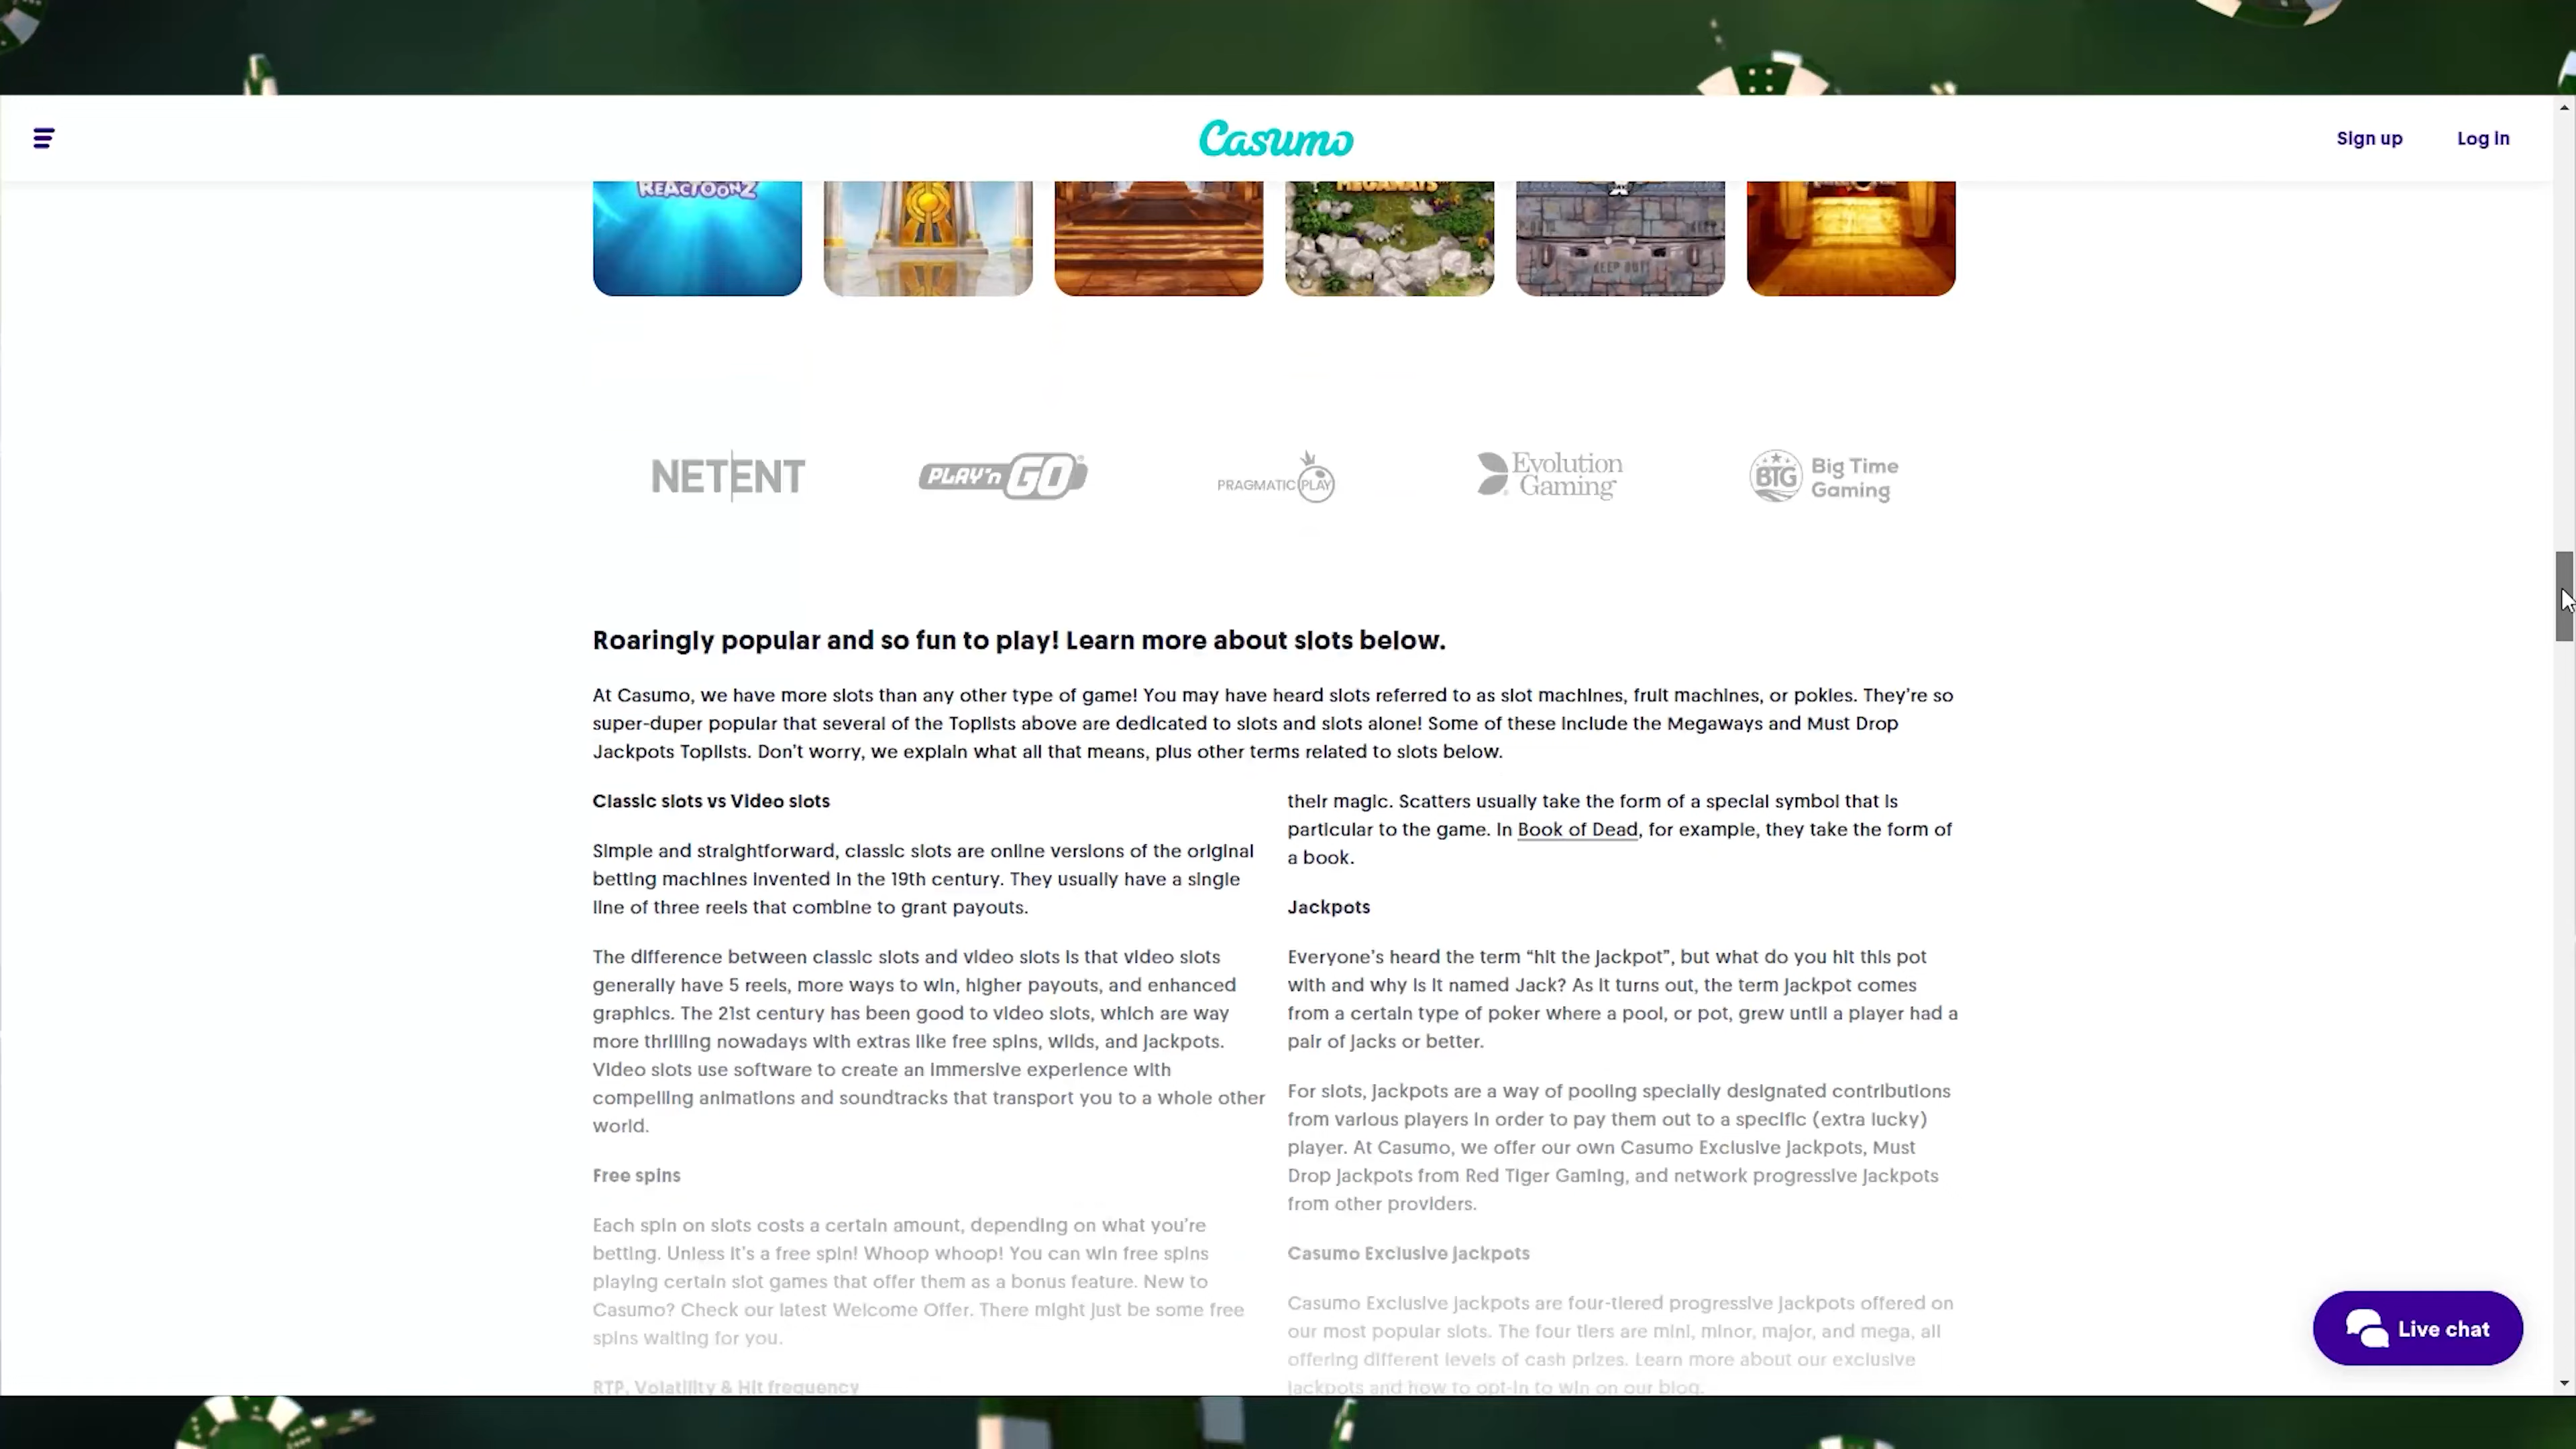 Casumo
Sign up
Log in
REACTOONZ
MEGAWAYS
KEEP OUT
NETENT
PLAY'n GO
PRAGMATIC PLAY
Evolution
Gaming
BTG
Big Time
Gaming
Roaringly popular and so fun to play! Learn more about slots below.
At Casumo, we have more slots than any other type of game! You may have heard slots referred to as slot machines, fruit machines, or pokies. They're so
super-duper popular that several of the Toplists above are dedicated to slots and slots alone! Some of these include the Megaways and Must Drop
Jackpots Toplists. Don't worry, we explain what all that means, plus other terms related to slots below.
Classic slots vs Video slots
Simple and straightforward, classic slots are online versions of the original
betting machines invented in the 19th century. They usually have a single
line of three reels that combine to grant payouts.
The difference between classic slots and video slots is that video slots
generally have 5 reels, more ways to win, higher payouts, and enhanced
graphics. The 21st century has been good to video slots, which are way
more thrilling nowadays with extras like free spins, wilds, and jackpots.
Video slots use software to create an immersive experience with
compelling animations and soundtracks that transport you to a whole other
world.
Free spins
Each spin on slots costs a certain amount, depending on what you're
betting. Unless it's a free spin! Whoop whoop! You can win free spins
playing certain slot games that offer them as a bonus feature. New to
Casumo? Check our latest Welcome Offer. There might just be some free
spins waiting for you.
RTP, Volatility & Hit frequency
their magic. Scatters usually take the form of a special symbol that is
particular to the game. In Book of Dead, for example, they take the form of
a book.
Jackpots
Everyone's heard the term “hit the jackpot”, but what do you hit this pot
with and why is it named Jack? As it turns out, the term jackpot comes
from a certain type of poker where a pool, or pot, grew until a player had a
pair of jacks or better.
For slots, jackpots are a way of pooling specially designated contributions
from various players in order to pay them out to a specific (extra lucky)
player. At Casumo, we offer our own Casumo Exclusive jackpots, Must
Drop jackpots from Red Tiger Gaming, and network progressive jackpots
from other providers.
Casumo Exclusive jackpots
Casumo Exclusive jackpots are four-tiered progressive jackpots offered on
our most popular slots. The four tiers are mini, minor, major, and mega, all
offering different levels of cash prizes. Learn more about our exclusive
jackpots and how to opt-in to win on our blog.
Live chat